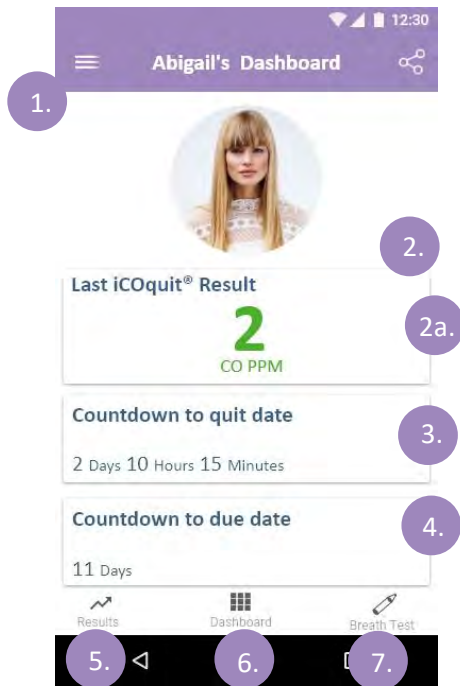 12:30
Abigail's Dashboard
1.
2.
Last iCOquit® Result
2
2a.
CO PPM
Countdown to quit date
3.
2 Days 10 Hours 15 Minutes
Countdown to due date
4.
11 Days
Results Dashboard Breath Test
5. 6. 7.